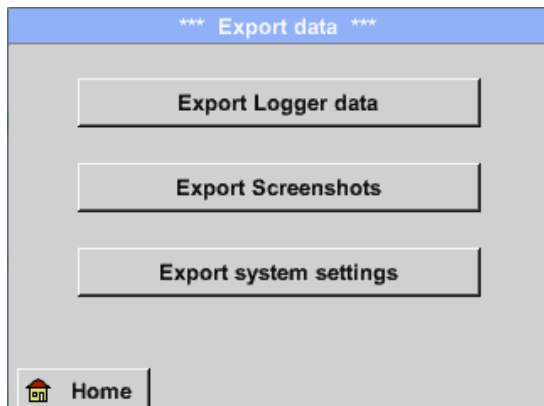 *** Export data ***
Export Logger data
Export Screenshots
Export system settings
Home